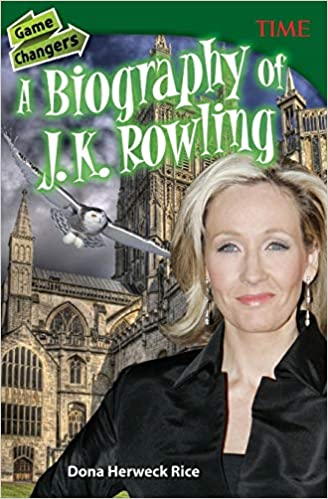 Game
Changers
TIME
A Biography of
J.K. Rowling
Dona Herweck Rice